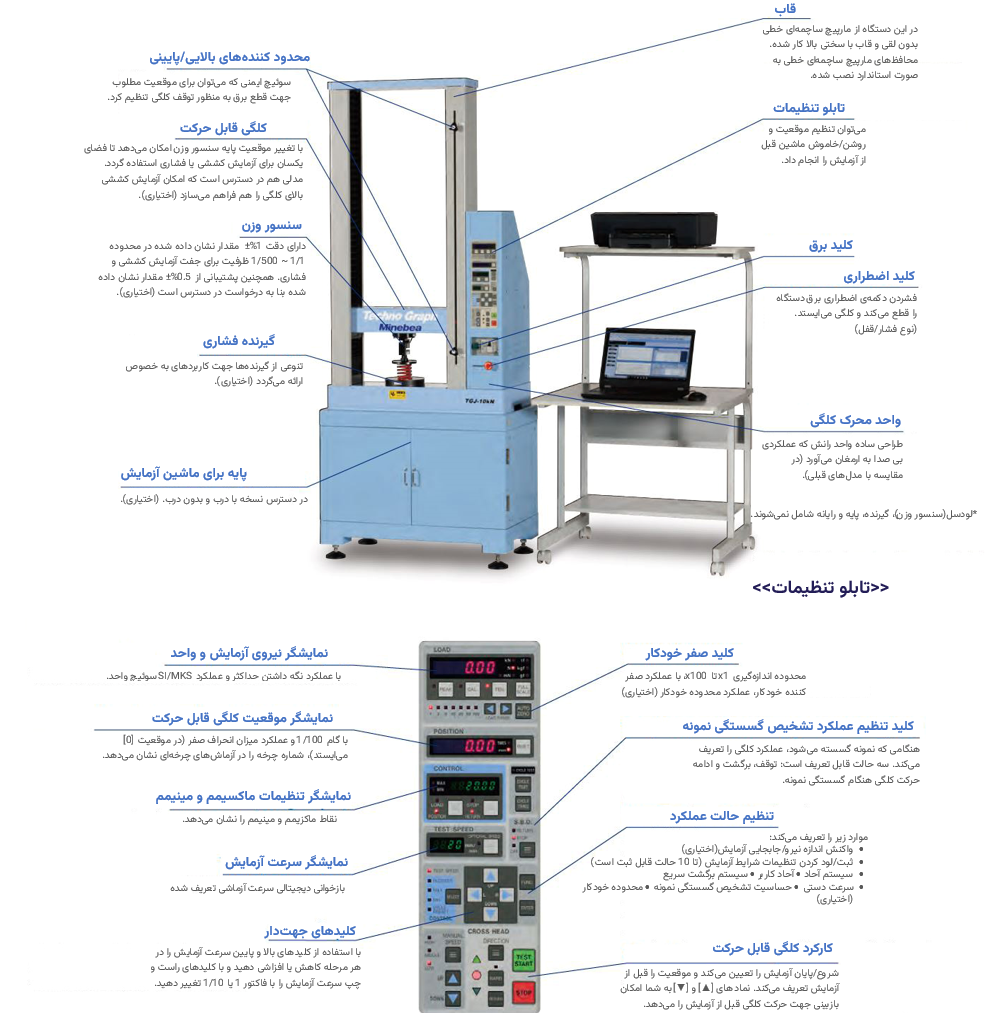 قاب
در این دستگاه از مارپیچ ساچمه‌ای خطی
بدون لقی و قاب با سختی بالا کار شده.
محافظ‌های مارپیچ ساچمه‌ای خطی به
صورت استاندارد نصب شده.
محدود کننده‌های بالایی/پایینی
سوئیچ ایمنی که می‌توان برای موقعیت مطلوب
جهت قطع برق به منظور توقف کلگی تنظیم کرد.
تابلو تنظیمات
می‌توان تنظیم موقعیت و
روشن/خاموش ماشین قبل
از آزمایش را انجام داد.
کلگی قابل حرکت
با تغییر موقعیت پایه سنسور وزن امکان می‌دهد تا فضای
یکسان برای آزمایش کششی یا فشاری استفاده گردد.
مدلی هم در دسترس است که امکان آزمایش کششی
بالای کلگی را هم فراهم می‌سازد (اختیاری).
سنسور وزن
دارای دقت 1%± مقدار نشان داده شده در محدوده
1/1 ~ 1/500 ظرفیت برای جفت آزمایش کششی و
فشاری. همچنین پشتیبانی از 0.5%± مقدار نشان داده
شده بنا به درخواست در دسترس است (اختیاری).
کلید برق
کلید اضطراری
فشردن دکمه‌ی اضطراری برق دستگاه
را قطع می‌کند و کلگی می‌ایستد.
(نوع فشار/قفل)
Techno Graph
Minebea
گیرنده فشاری
تنوعی از گیرنده‌ها جهت کاربردهای به خصوص
ارائه می‌گردد (اختیاری).
TGJ-10kN
واحد محرک کلگی
طراحی ساده واحد رانش که عملکردی
بی صدا به ارمغان می‌آورد (در
مقایسه با مدل‌های قبلی).
پایه برای ماشین آزمایش
در دسترس نسخه با درب و بدون درب. (اختیاری).
*لودسل(سنسور وزن)، گیرنده، پایه و رایانه شامل نمی‌شوند.
<<تابلو تنظیمات>>
نمایشگر نیروی آزمایش و واحد
با عملکرد نگه داشتن حداکثر و عملکرد SI/MKS سوئیچ واحد.
کلید صفر خودکار
محدوده اندازه‌گیری x1 تا x100، با عملکرد صفر
کننده خودکار، عملکرد محدوده خودکار (اختیاری)
نمایشگر موقعیت کلگی قابل حرکت
با گام 1/100 و عملکرد میزان انحراف صفر (در موقعیت [0]
می‌ایستد)، شماره چرخه را در آزماش‌های چرخه‌ای نشان می‌دهد.
کلید تنظیم عملکرد تشخیص گسستگی نمونه
هنگامی که نمونه گسسته می‌شود، عملکرد کلگی را تعریف
می‌کند. سه حالت قابل تعریف است: توقف، برگشت و ادامه
حرکت کلگی هنگام گسستگی نمونه.
نمایشگر تنظیمات ماکسیمم و مینیمم
نقاط ماکزیمم و مینیمم را نشان می‌دهد.
تنظیم حالت عملکرد
موارد زیر را تعریف می‌کند:
• واکنش اندازه نیرو/جابجایی آزمایش(اختیاری)
• ثبت/لود کردن تنظیمات شرایط آزمایش (تا 10 حالت قابل ثبت است)
• سیستم آحاد • آحاد کاربر • سیستم برگشت سریع
• سرعت دستی • حساسیت تشخیص گسستگی نمونه • محدوده خودکار
(اختیاری)
نمایشگر سرعت آزمایش
بازخوانی دیجیتالی سرعت آزماشی تعریف شده
کلیدهای جهت‌دار
با استفاده از کلیدهای بالا و پایین سرعت آزمایش را در
هر مرحله کاهش یا افزاشی دهید و با کلیدهای راست و
چپ سرعت آزمایش را با فاکتور 1 یا 1/10 تغییر دهید.
کارکرد کلگی قابل حرکت
شروع/پایان آزمایش را تعیین می‌کند و موقعیت را قبل از
آزمایش تعریف می‌کند. نمادهای [▲] و [▼] به شما امکان
بازبینی جهت حرکت کلگی قبل از آزمایش را می‌دهد.
LOAD
0.00
AUTO ZERO
POSITION
0.00
CONTROL
20.00
TEST SPEED
20
S.B.D.
UP
DOWN
CROSS HEAD
MANUAL SPEED
DIRECTION
TEST START
UP
DOWN
STOP